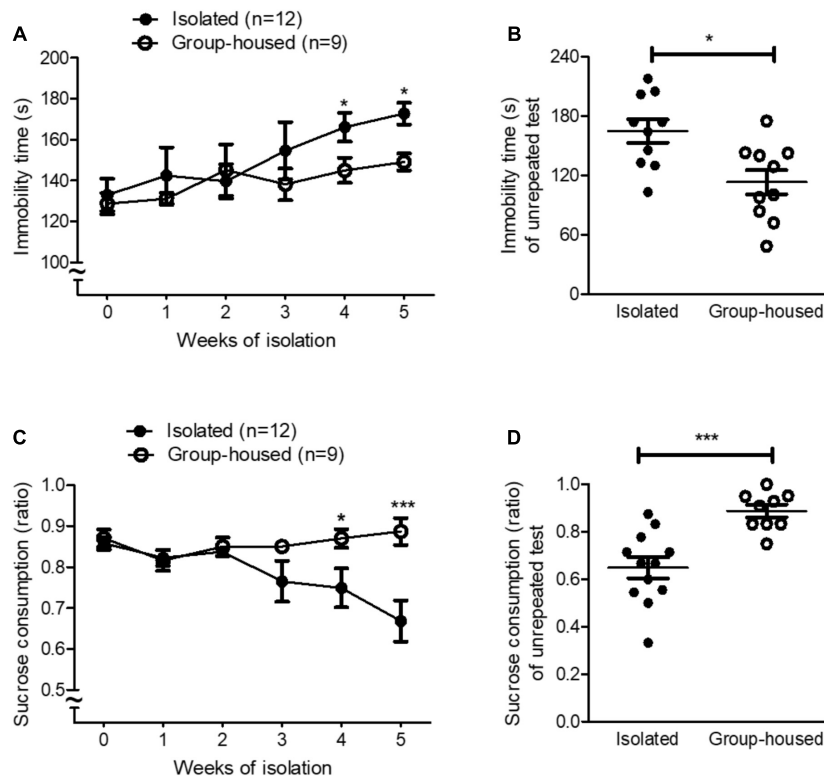 A
Isolated (n=12)
Group-housed (n=9)
Immobility time (s)
200
180
160
140
120
100
≈
* *
0 1 2 3 4 5
Weeks of isolation
B
*
Immobility time (s)
of unrepeated test
240
180
120
60
0
Isolated Group-housed
C
Isolated (n=12)
Group-housed (n=9)
Sucrose consumption (ratio)
1.0
0.9
0.8
0.7
0.6
0.5
≈
* ***
0 1 2 3 4 5
Weeks of isolation
D
***
Sucrose consumption (ratio)
of unrepeated test
1.0
0.8
0.6
0.4
0.2
0.0
Isolated Group-housed